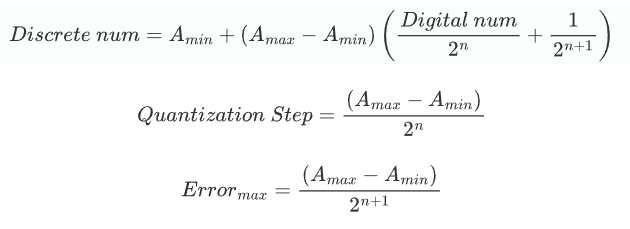 Discrete num = A_min + (A_max − A_min) ( Digital num / 2^n + 1 / 2^{n+1} )
Quantization Step = (A_max − A_min) / 2^n
Error_max = (A_max − A_min) / 2^{n+1}